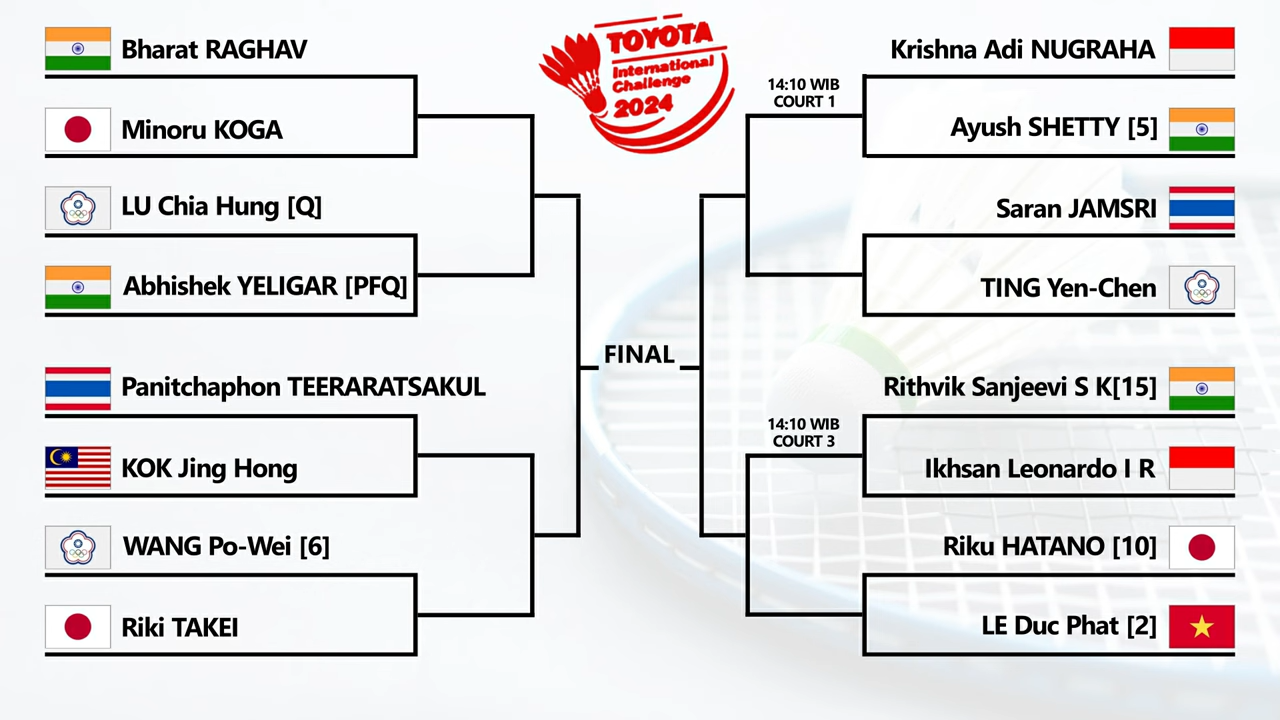 Bharat RAGHAV
Minoru KOGA
LU Chia Hung [Q]
Abhishek YELIGAR [PFQ]
Panitchaphon TEERARATSAKUL
KOK Jing Hong
WANG Po-Wei [6]
Riki TAKEI
TOYOTA
International
Challenge
2024
FINAL
14:10 WIB
COURT 1
14:10 WIB
COURT 3
Krishna Adi NUGRAHA
Ayush SHETTY [5]
Saran JAMSRI
TING Yen-Chen
Rithvik Sanjeevi S K[15]
Ikhsan Leonardo I R
Riku HATANO [10]
LE Duc Phat [2]